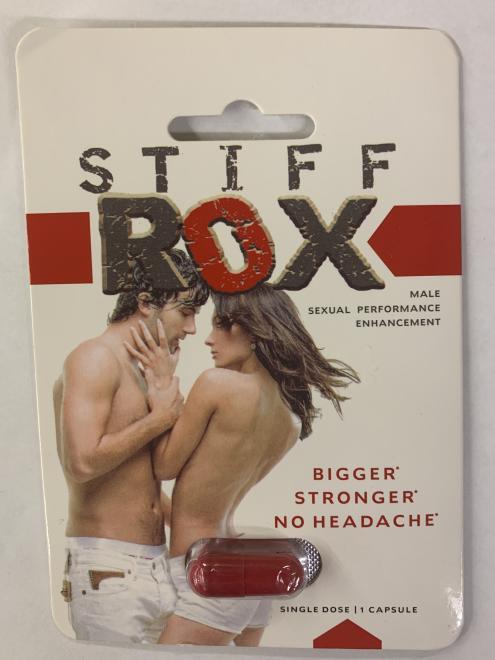 STIFF
ROX
MALE
SEXUAL PERFORMANCE
ENHANCEMENT
BIGGER*
STRONGER*
NO HEADACHE*
SINGLE DOSE | 1 CAPSULE